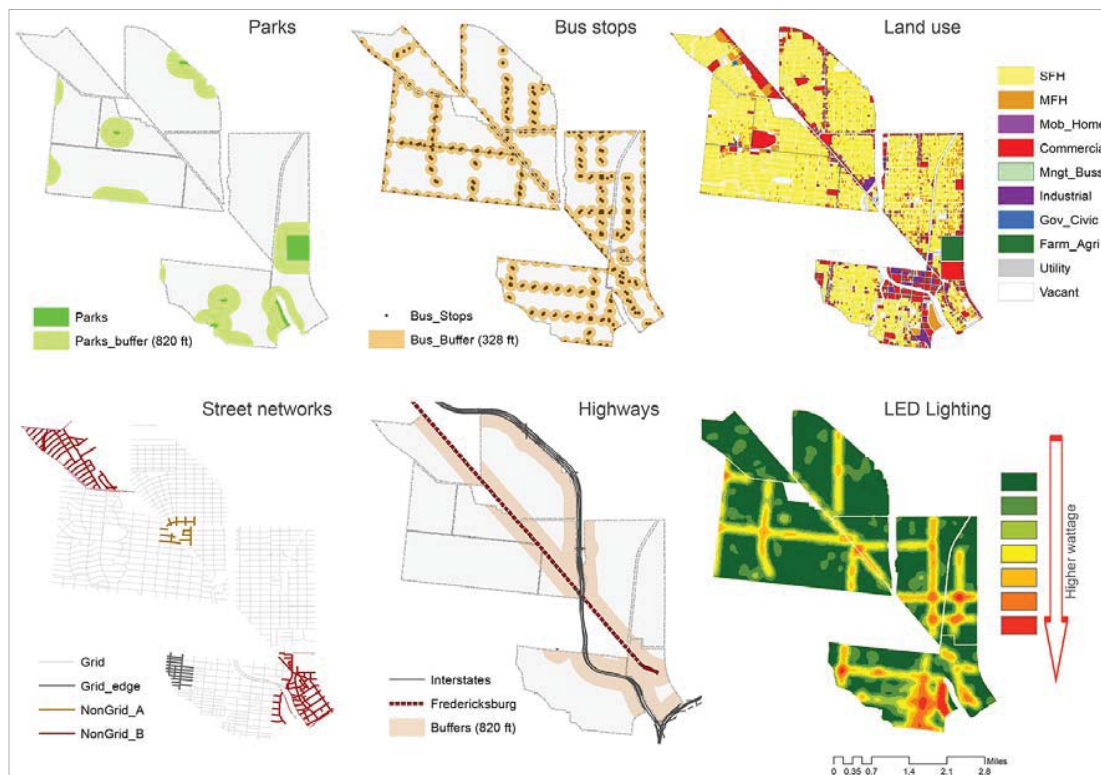 Parks
Bus stops
Land use
Parks
Parks_buffer (820 ft)
Bus_Stops
Bus_Buffer (328 ft)
SFH
MFH
Mob_Home
Commercia
Mngt_Buss
Industrial
Gov_Civic
Farm_Agri
Utility
Vacant
Street networks
Highways
LED Lighting
Grid
Grid_edge
NonGrid_A
NonGrid_B
Interstates
Fredericksburg
Buffers (820 ft)
Higher wattage
Miles
0 0.35 0.7 1.4 2.1 2.8